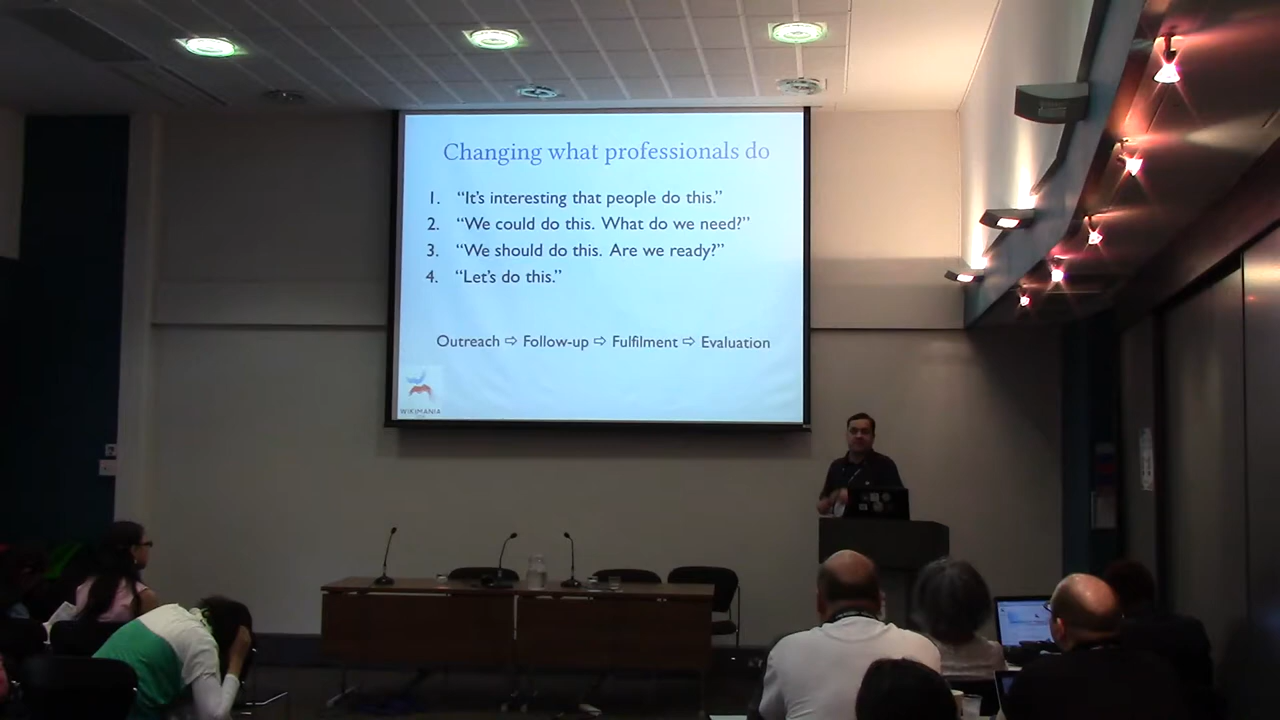 Changing what professionals do
1. “It's interesting that people do this.”
2. “We could do this. What do we need?”
3. “We should do this. Are we ready?”
4. “Let's do this.”
Outreach ⇨ Follow-up ⇨ Fulfilment ⇨ Evaluation
WIKIMANIA